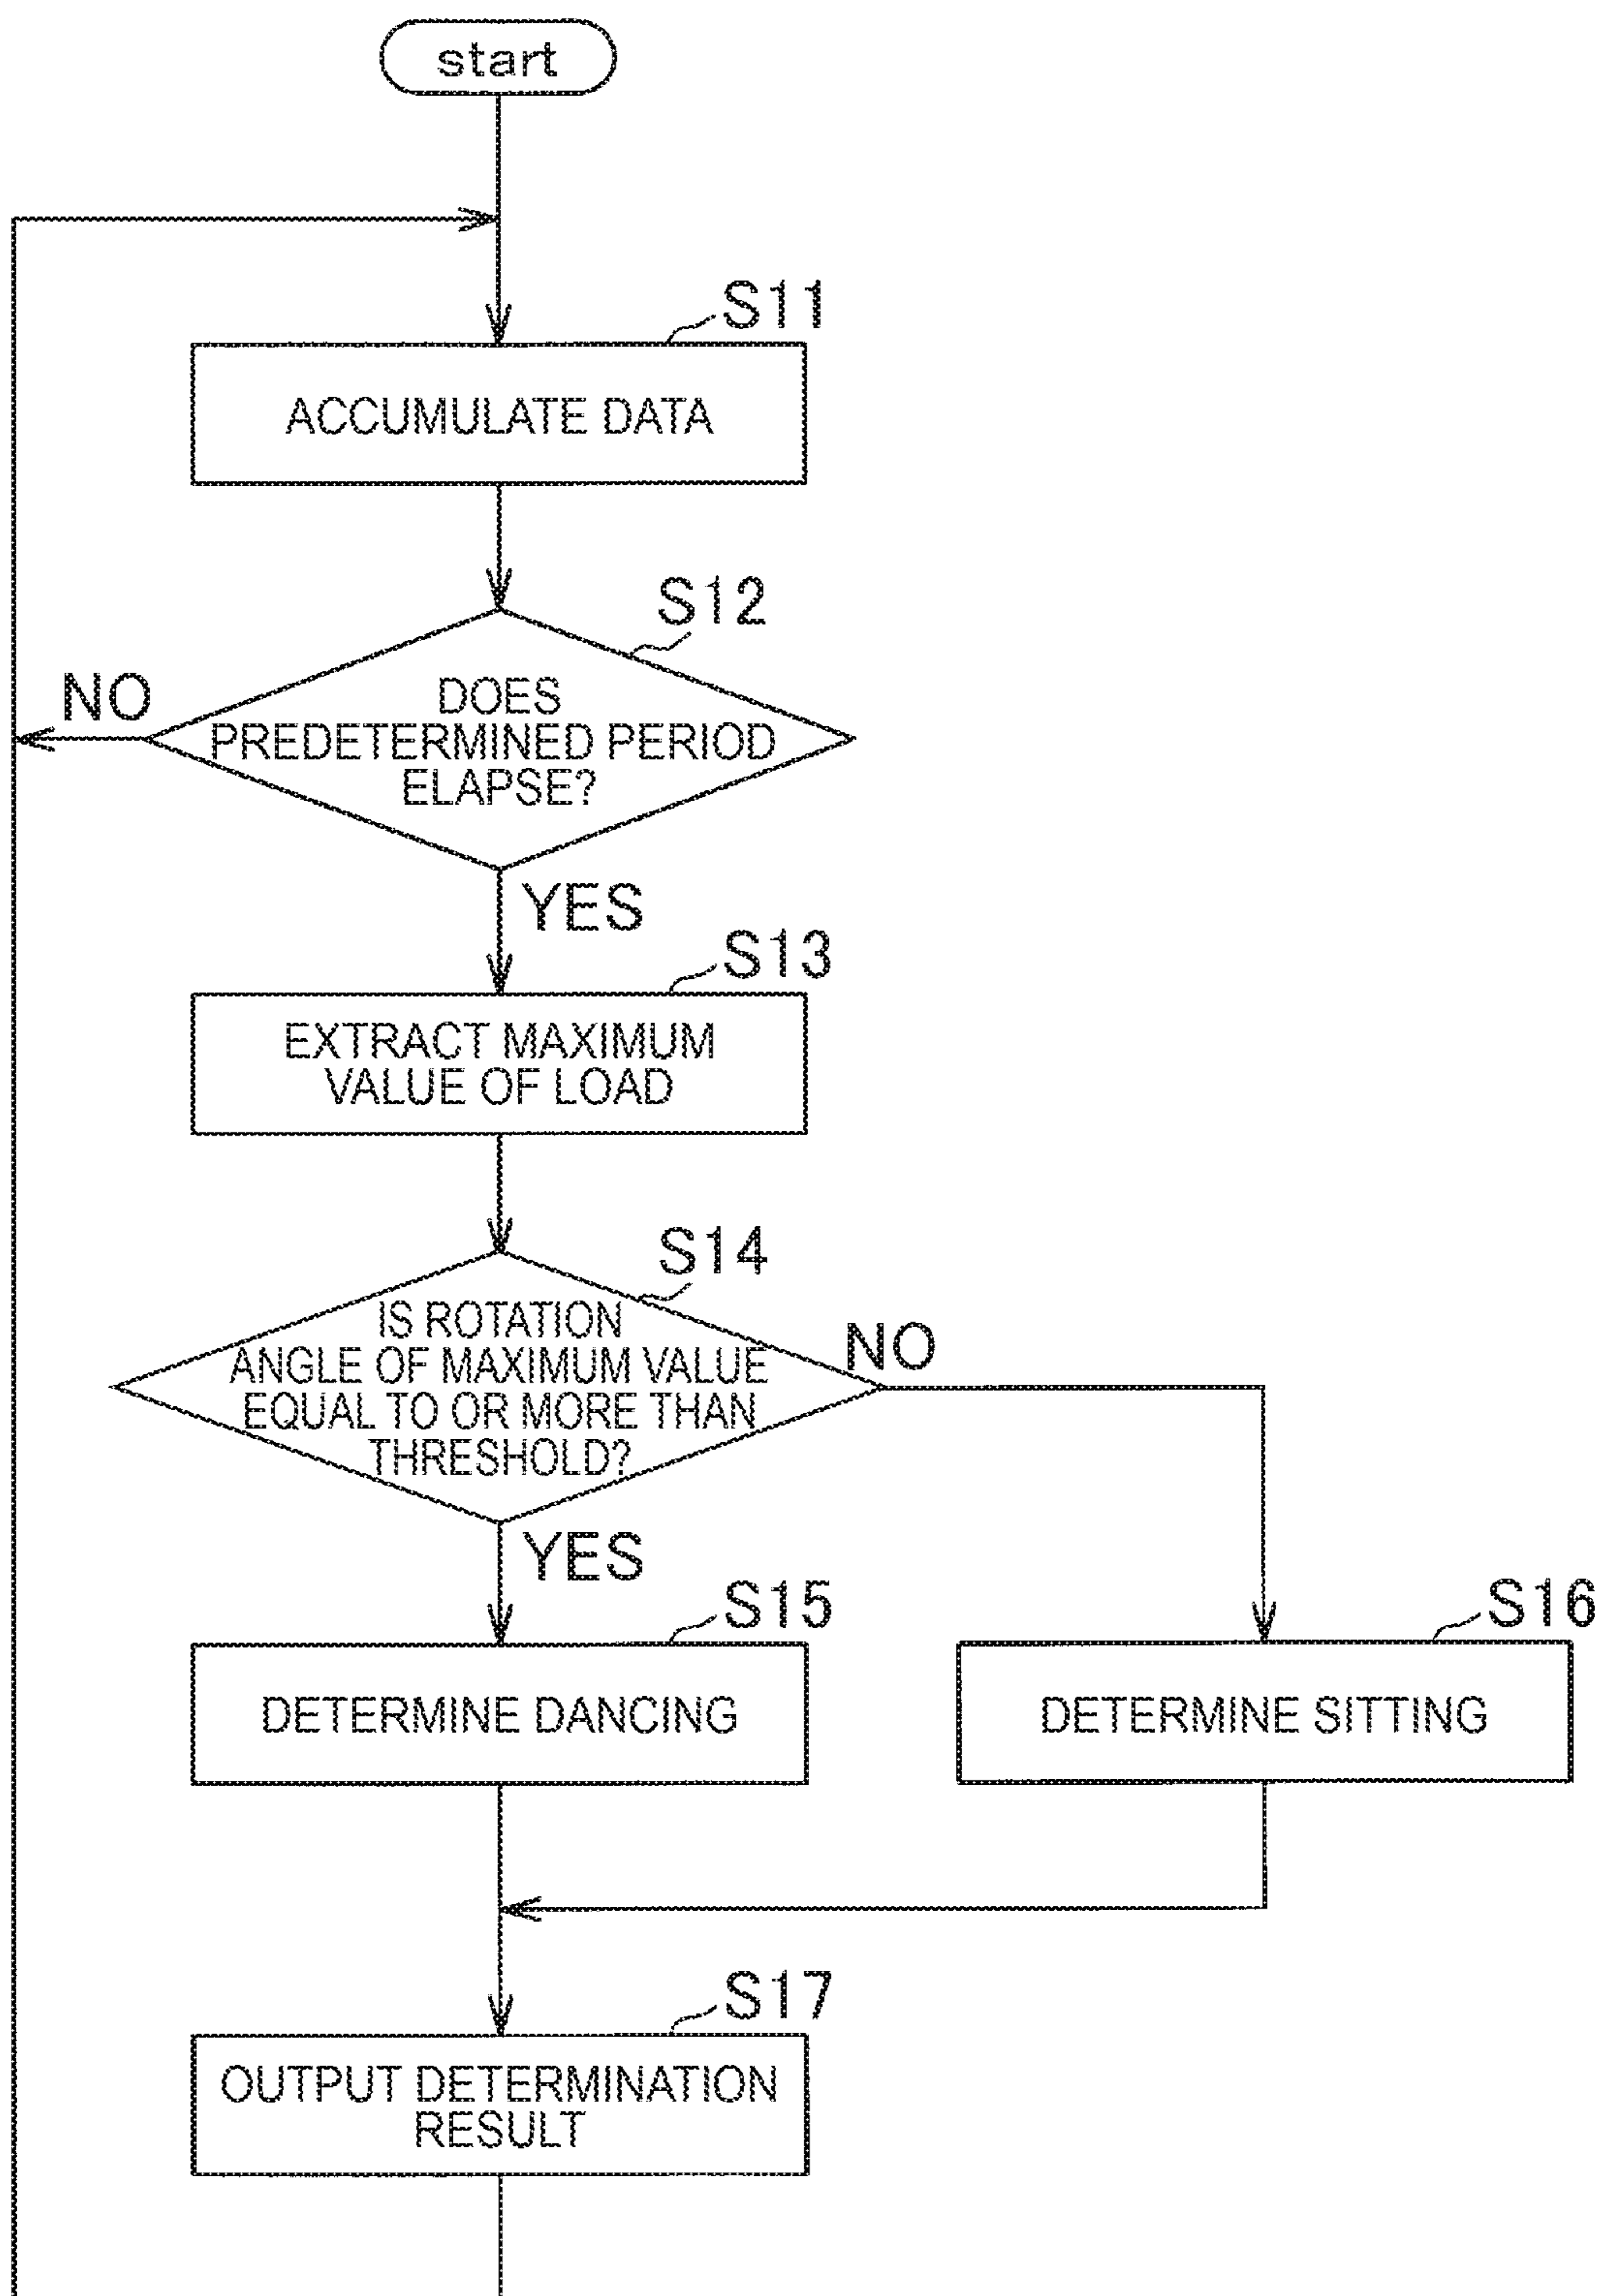 start
S11
ACCUMULATE DATA
S12
NO
DOES
PREDETERMINED PERIOD
ELAPSE?
YES
S13
EXTRACT MAXIMUM
VALUE OF LOAD
S14
IS ROTATION
ANGLE OF MAXIMUM VALUE
EQUAL TO OR MORE THAN
THRESHOLD?
NO
YES
S15
DETERMINE DANCING
S16
DETERMINE SITTING
S17
OUTPUT DETERMINATION
RESULT